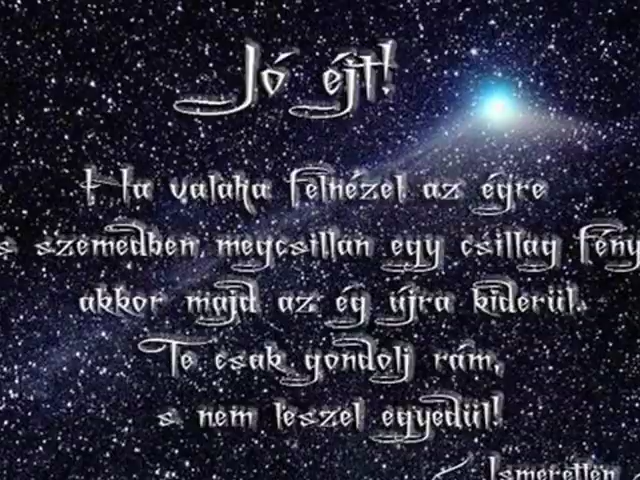 Jó éjt!
Ha valaha felnézel az égre
s szemedben megcsillan egy csillag fény
akkor majd az ég újra kiderül.
Te csak gondolj rám,
s nem leszel egyedül!
Ismeretlen